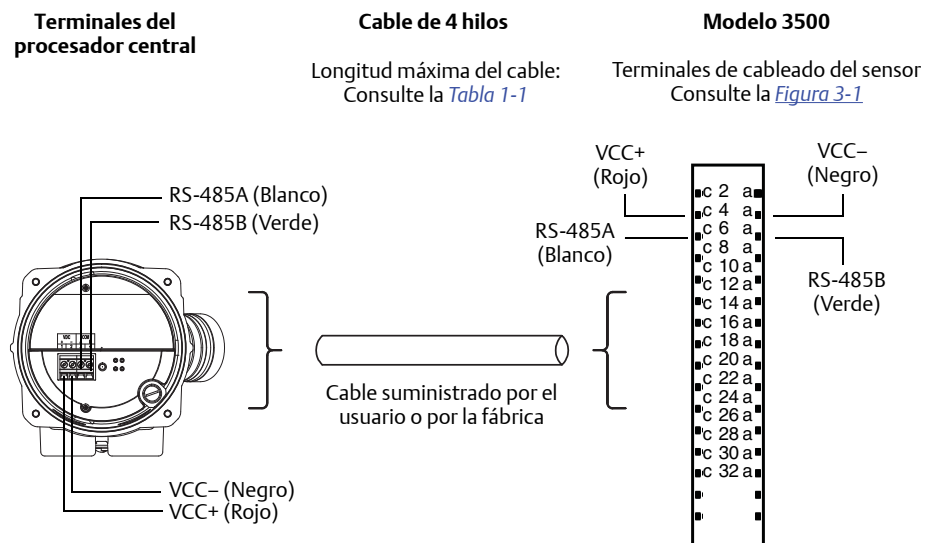 Terminales del
procesador central
Cable de 4 hilos
Longitud máxima del cable:
Consulte la Tabla 1-1
Modelo 3500
Terminales de cableado del sensor
Consulte la Figura 3-1
RS-485A (Blanco)
RS-485B (Verde)
VCC– (Negro)
VCC+ (Rojo)
Cable suministrado por el
usuario o por la fábrica
VCC+
(Rojo)
RS-485A
(Blanco)
VCC–
(Negro)
RS-485B
(Verde)
c 2 a
c 4 a
c 6 a
c 8 a
c 10 a
c 12 a
c 14 a
c 16 a
c 18 a
c 20 a
c 22 a
c 24 a
c 26 a
c 28 a
c 30 a
c 32 a